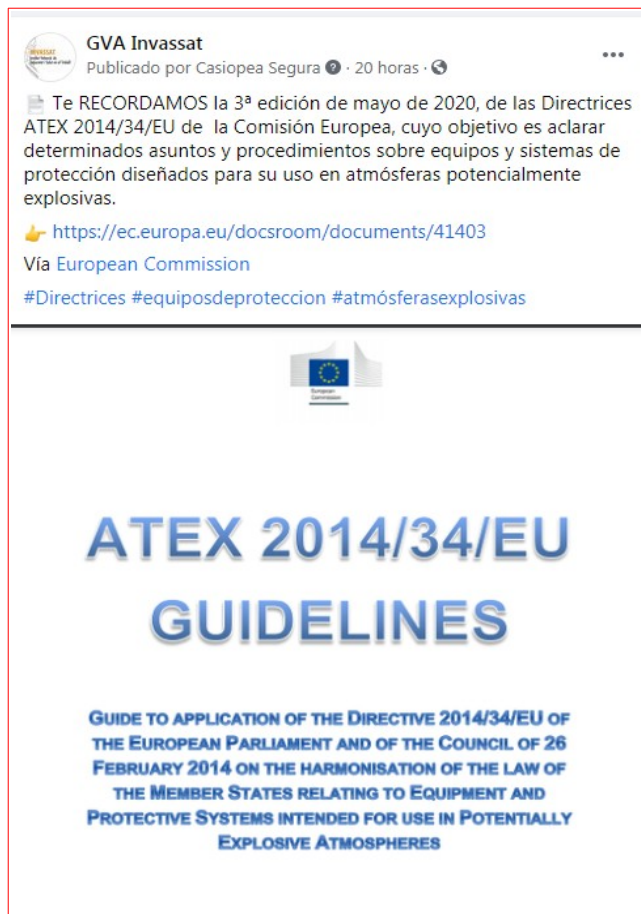 GVA Invassat
Publicado por Casiopea Segura · 20 horas ·
Te RECORDAMOS la 3ª edición de mayo de 2020, de las Directrices
ATEX 2014/34/EU de la Comisión Europea, cuyo objetivo es aclarar
determinados asuntos y procedimientos sobre equipos y sistemas de
protección diseñados para su uso en atmósferas potencialmente
explosivas.
https://ec.europa.eu/docsroom/documents/41403
Vía European Commission
#Directrices #equiposdeproteccion #atmósferasexplosivas
European
Commission
ATEX 2014/34/EU
GUIDELINES
GUIDE TO APPLICATION OF THE DIRECTIVE 2014/34/EU OF
THE EUROPEAN PARLIAMENT AND OF THE COUNCIL OF 26
FEBRUARY 2014 ON THE HARMONISATION OF THE LAW OF
THE MEMBER STATES RELATING TO EQUIPMENT AND
PROTECTIVE SYSTEMS INTENDED FOR USE IN POTENTIALLY
EXPLOSIVE ATMOSPHERES